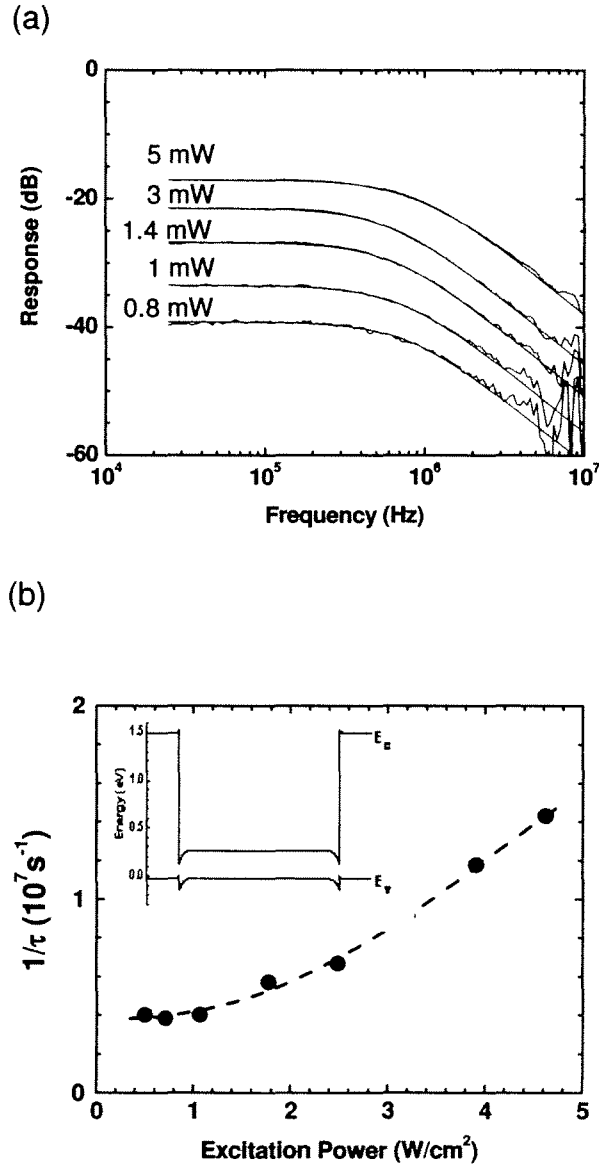 (a)
0
5 mW
-20
3 mW
1.4 mW
1 mW
-40
0.8 mW
-60
10^4
10^5
10^6
10^7
Response (dB)
Frequency (Hz)
(b)
2
1
0
1/τ (10^7 s^-1)
1.5
1.0
0.5
0.0
Energy (eV)
E_c
E_v
0
1
2
3
4
5
Excitation Power (W/cm^2)